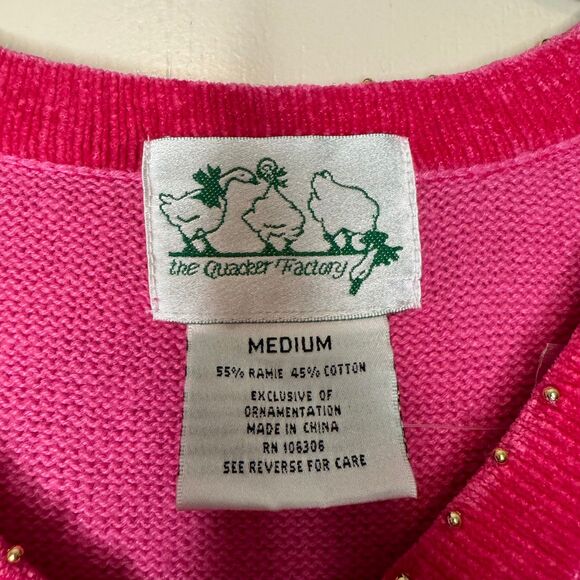 the Quacker Factory
MEDIUM
55% RAMIE 45% COTTON
EXCLUSIVE OF
ORNAMENTATION
MADE IN CHINA
RN 106306
SEE REVERSE FOR CARE